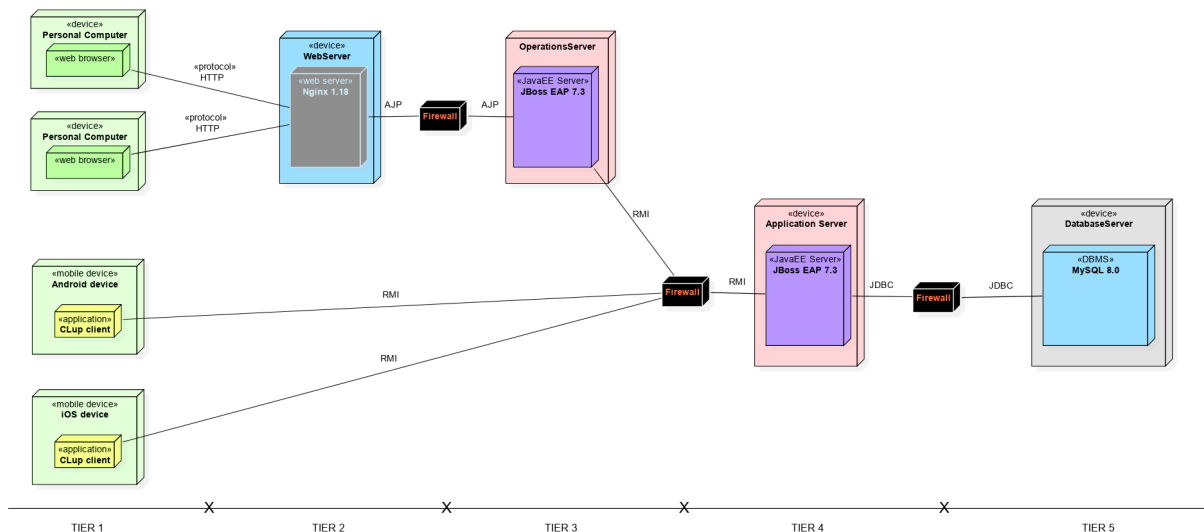 «device»
Personal Computer
«web browser»
«protocol»
HTTP
«device»
Personal Computer
«web browser»
«protocol»
HTTP
«device»
WebServer
«web server»
Nginx 1.18
AJP
Firewall
AJP
OperationsServer
«JavaEE Server»
JBoss EAP 7.3
RMI
«mobile device»
Android device
«application»
CLup client
RMI
«mobile device»
iOS device
«application»
CLup client
RMI
Firewall
RMI
«device»
Application Server
«JavaEE Server»
JBoss EAP 7.3
JDBC
Firewall
JDBC
«device»
DatabaseServer
«DBMS»
MySQL 8.0
X
X
X
X
TIER 1
TIER 2
TIER 3
TIER 4
TIER 5